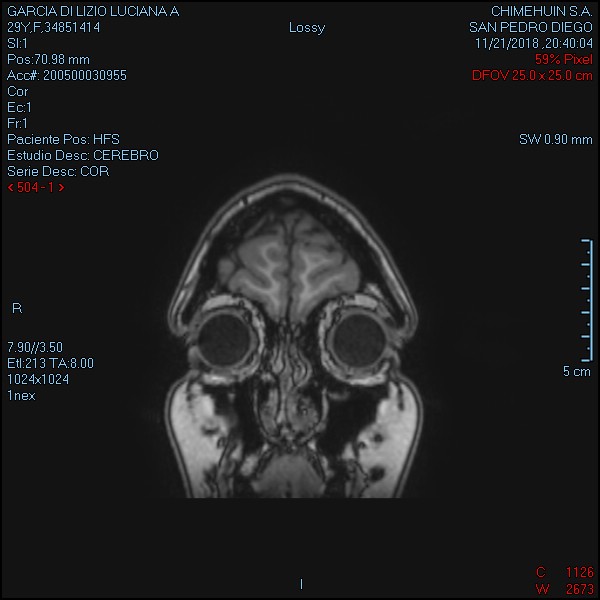 GARCIA DI LIZIO LUCIANA A
29Y,F,34851414
Sl:1
Pos:70.98 mm
Acc#: 200500030955
Cor
Ec:1
Fr:1
Paciente Pos: HFS
Estudio Desc: CEREBRO
Serie Desc: COR
< 504 - 1 >
Lossy
CHIMEHUIN S.A.
SAN PEDRO DIEGO
11/21/2018 ,20:40:04
59% Pixel
DFOV 25.0 x 25.0 cm
SW 0.90 mm
R
7.90//3.50
Etl:213 TA:8.00
1024x1024
1nex
5 cm
I
C 1126
W 2673